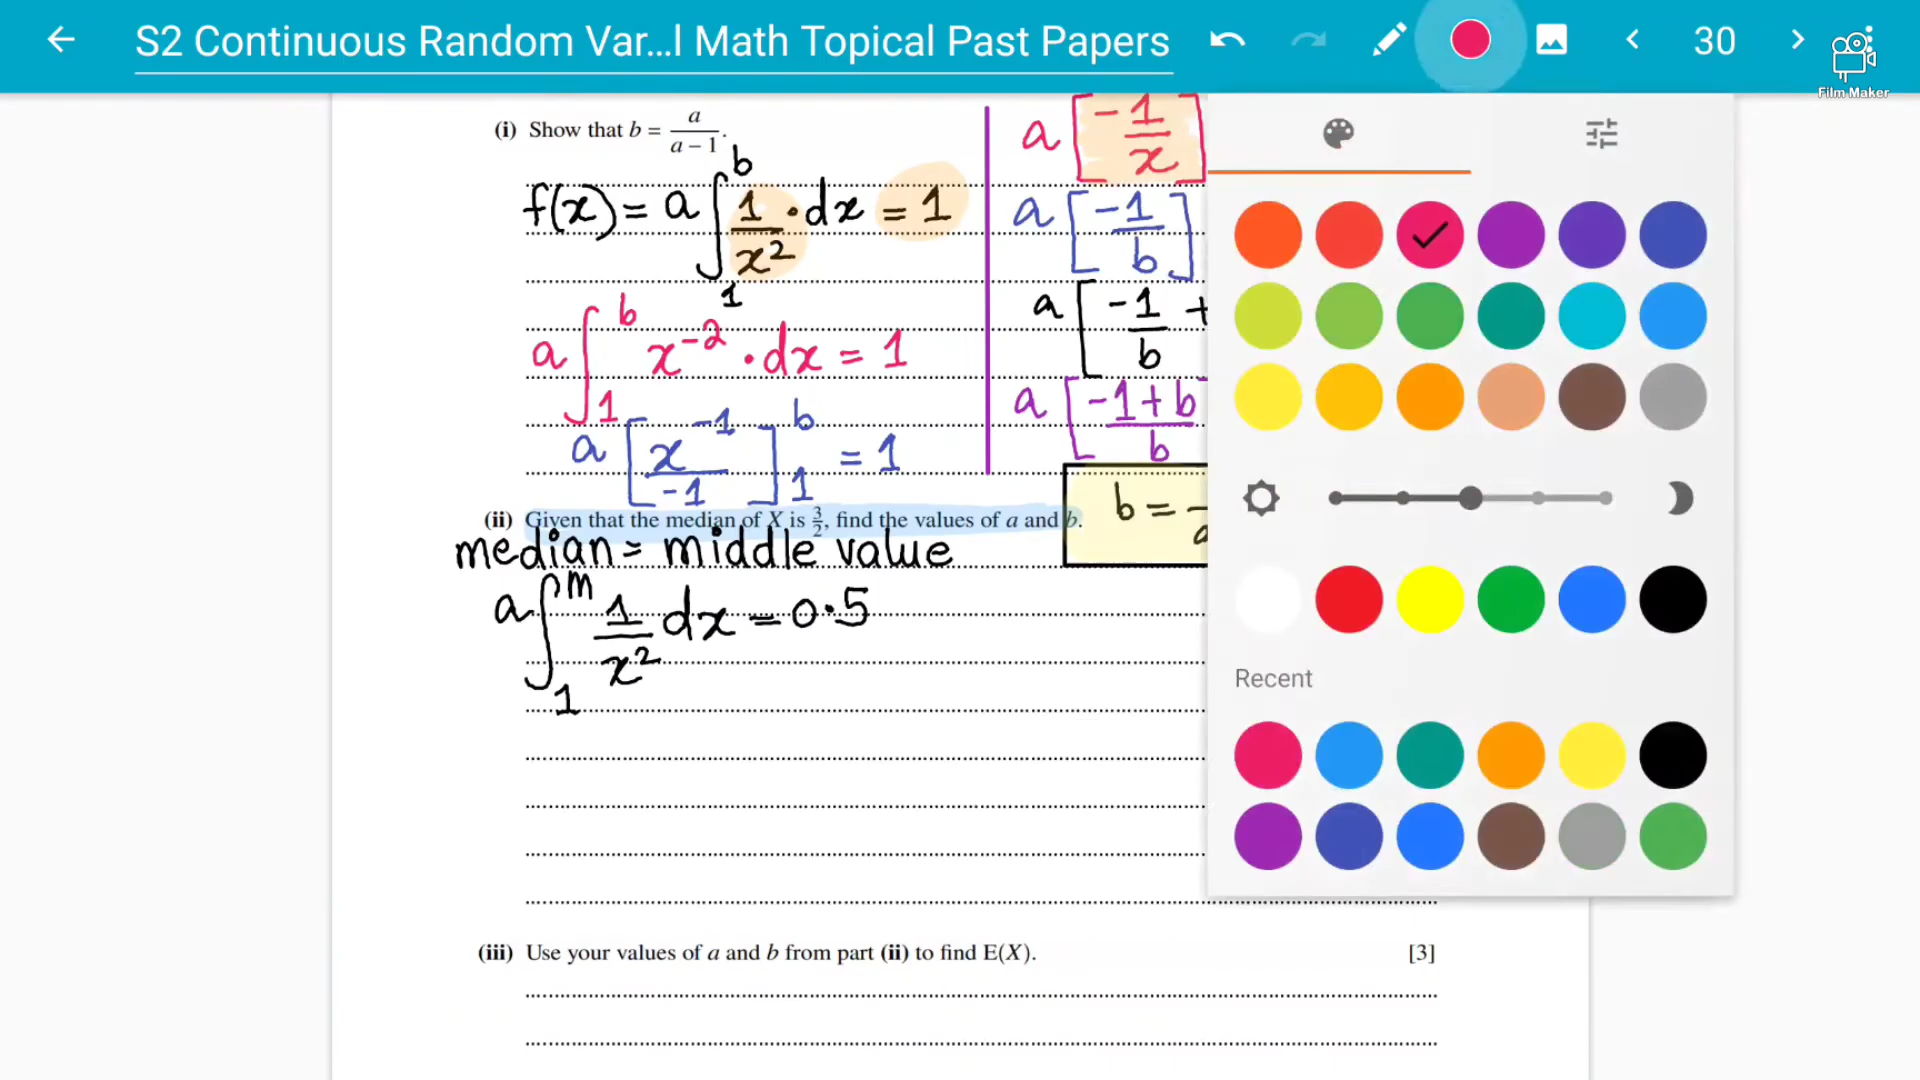 S2 Continuous Random Var...l Math Topical Past Papers
30
Film Maker
(i) Show that b = a / (a − 1).
f(x) = a ∫₁ᵇ 1/x² · dx = 1
a ∫₁ᵇ x⁻² · dx = 1
a [x⁻¹/-1]₁ᵇ = 1
a [-1/x]
a [-1/b]
a [-1/b +
a [-1+b/b
b =
(ii) Given that the median of X is 3/2, find the values of a and b.
median = middle value
a ∫₁ᵐ 1/x² dx = 0.5
(iii) Use your values of a and b from part (ii) to find E(X). [3]
Recent